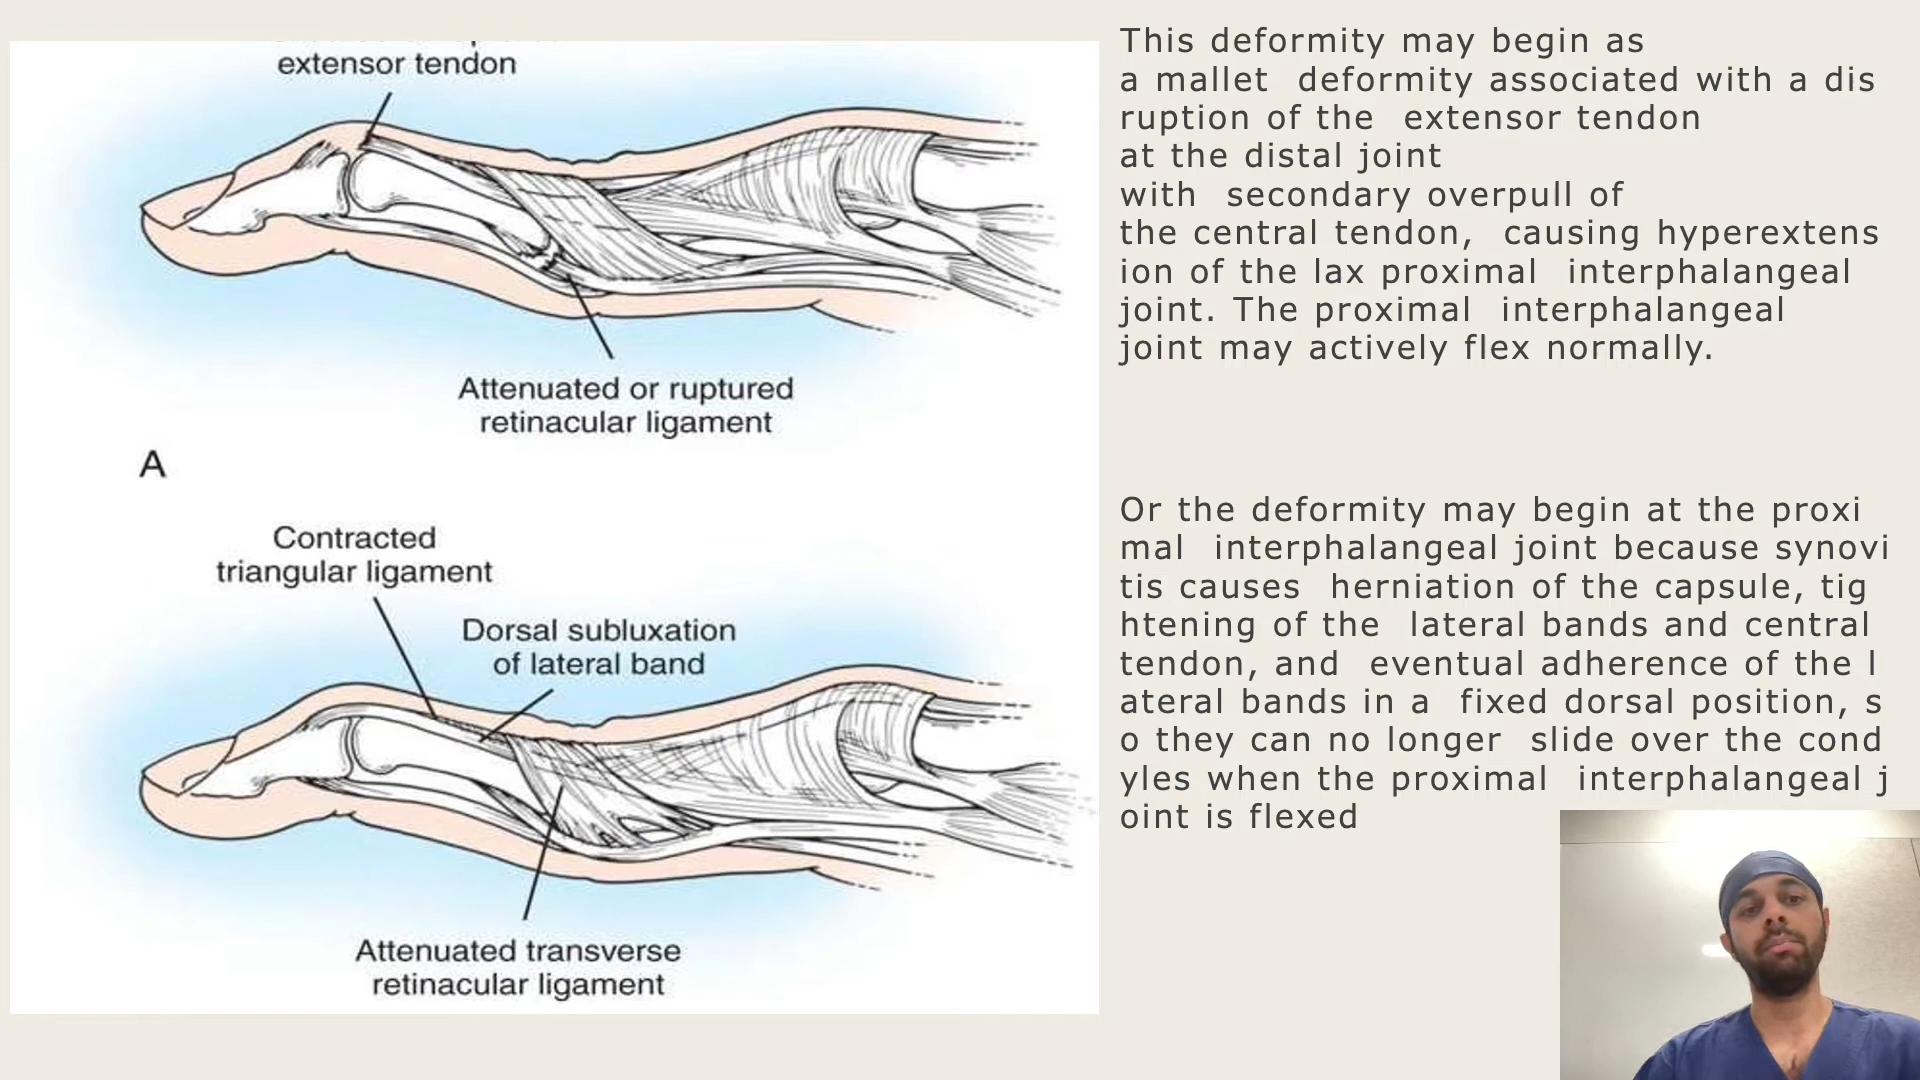 extensor tendon
Attenuated or ruptured
retinacular ligament
A
Contracted
triangular ligament
Dorsal subluxation
of lateral band
Attenuated transverse
retinacular ligament
This deformity may begin as
a mallet  deformity associated with a dis
ruption of the  extensor tendon
at the distal joint
with  secondary overpull of
the central tendon,  causing hyperextens
ion of the lax proximal  interphalangeal
joint. The proximal  interphalangeal
joint may actively flex normally.
Or the deformity may begin at the proxi
mal  interphalangeal joint because synovi
tis causes  herniation of the capsule, tig
htening of the  lateral bands and central
tendon, and  eventual adherence of the l
ateral bands in a  fixed dorsal position, s
o they can no longer  slide over the cond
yles when the proximal  interphalangeal j
oint is flexed